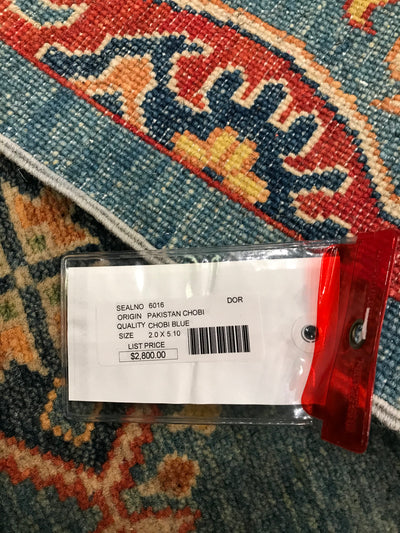 SEALNO 6016 DOR
ORIGIN PAKISTAN CHOBI
QUALITY CHOBI BLUE
SIZE 2.0 X 5.10
LIST PRICE
$2,800.00